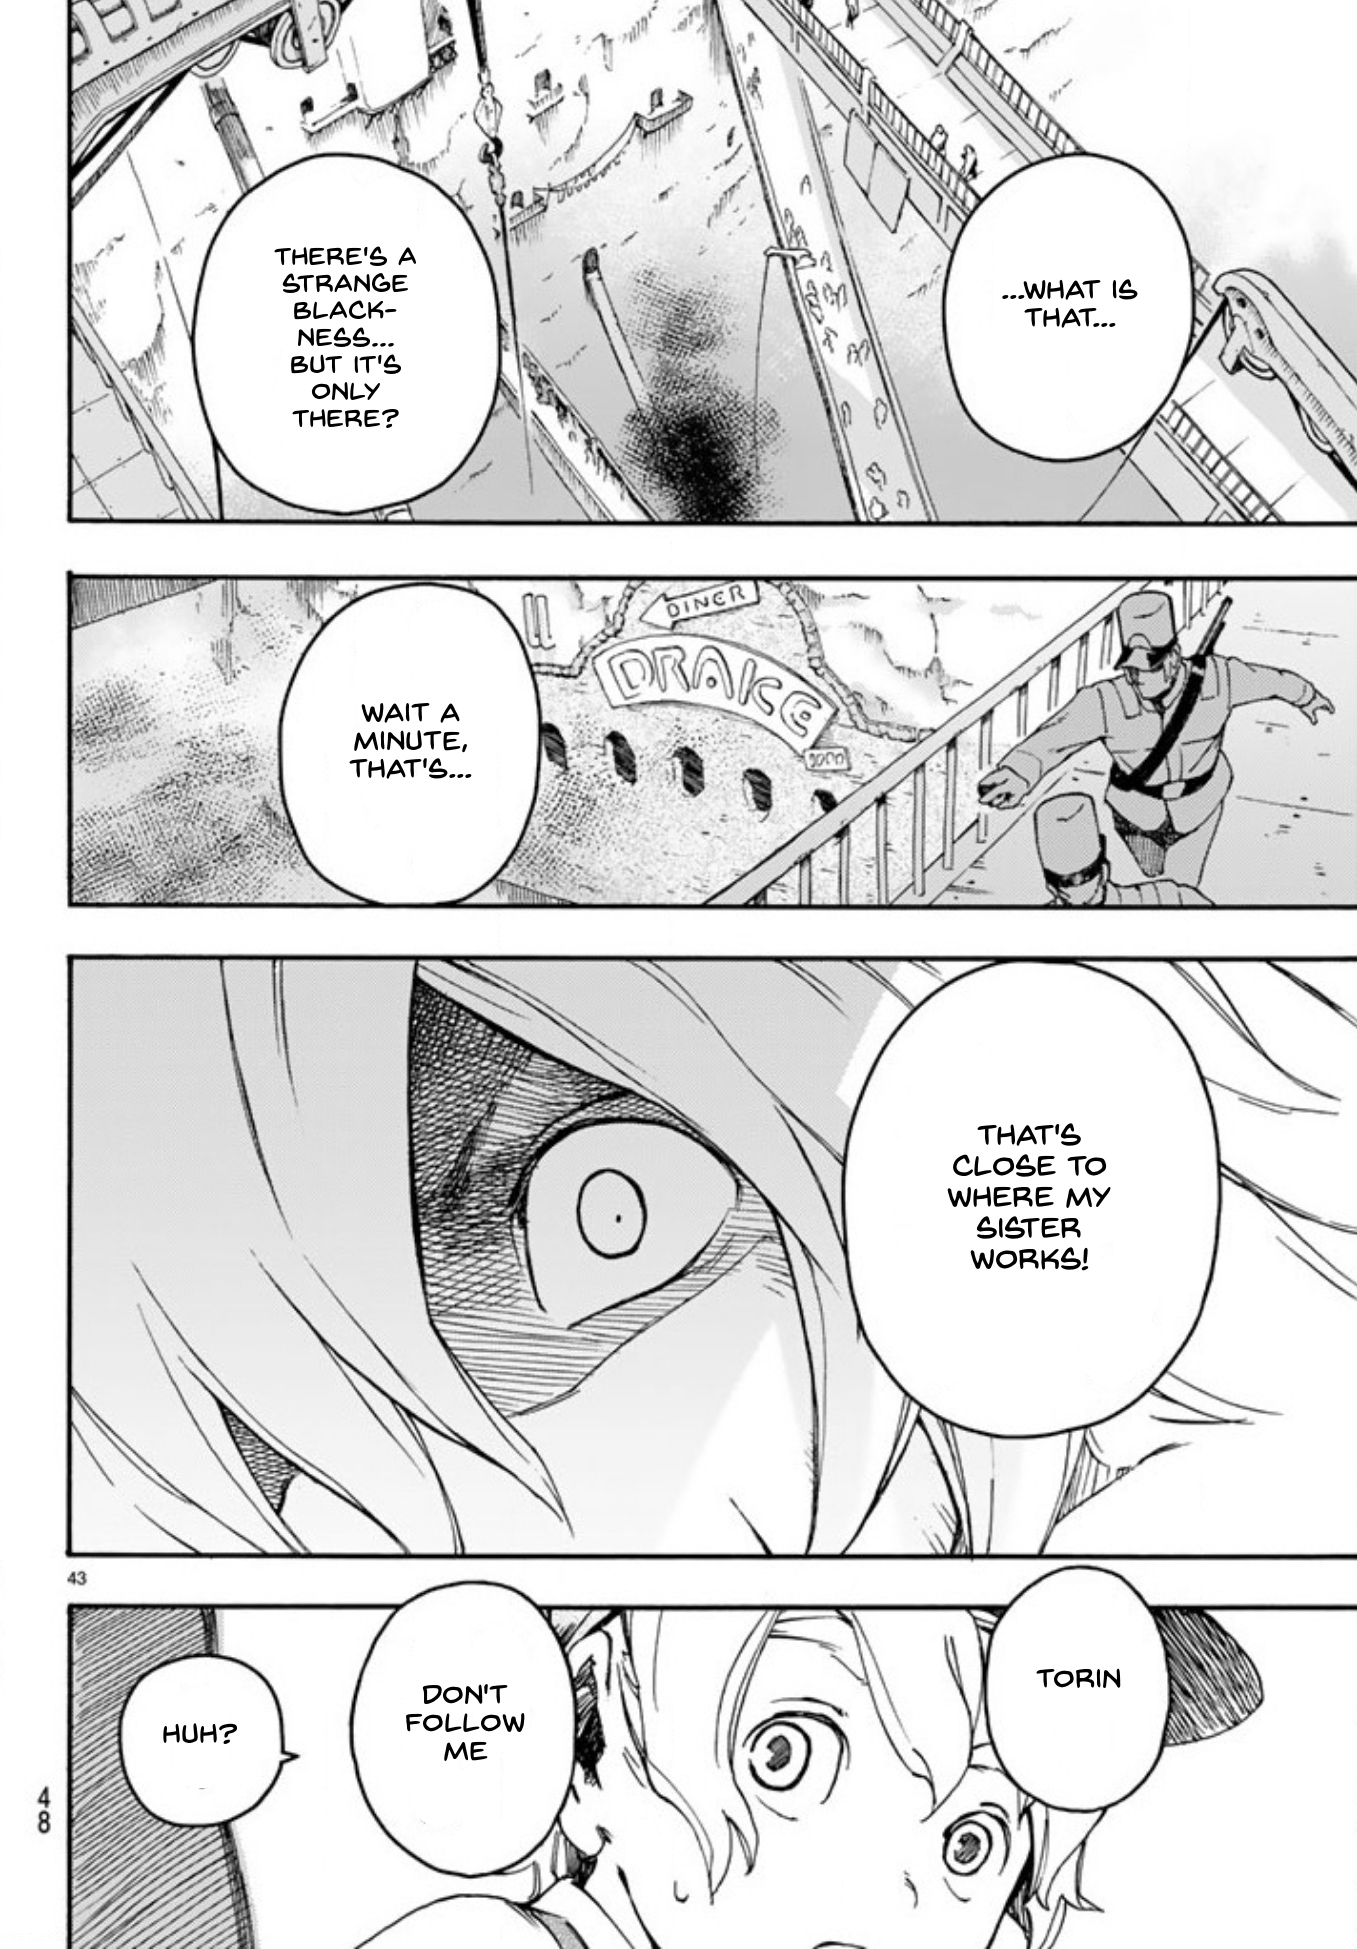 ...WHAT IS
THAT...
THERE'S A
STRANGE
BLACK-
NESS...
BUT IT'S
ONLY
THERE?
DINER
DRAKE
WAIT A
MINUTE,
THAT'S...
THAT'S
CLOSE TO
WHERE MY
SISTER
WORKS!
43
TORIN
DON'T
FOLLOW
ME
HUH?
48